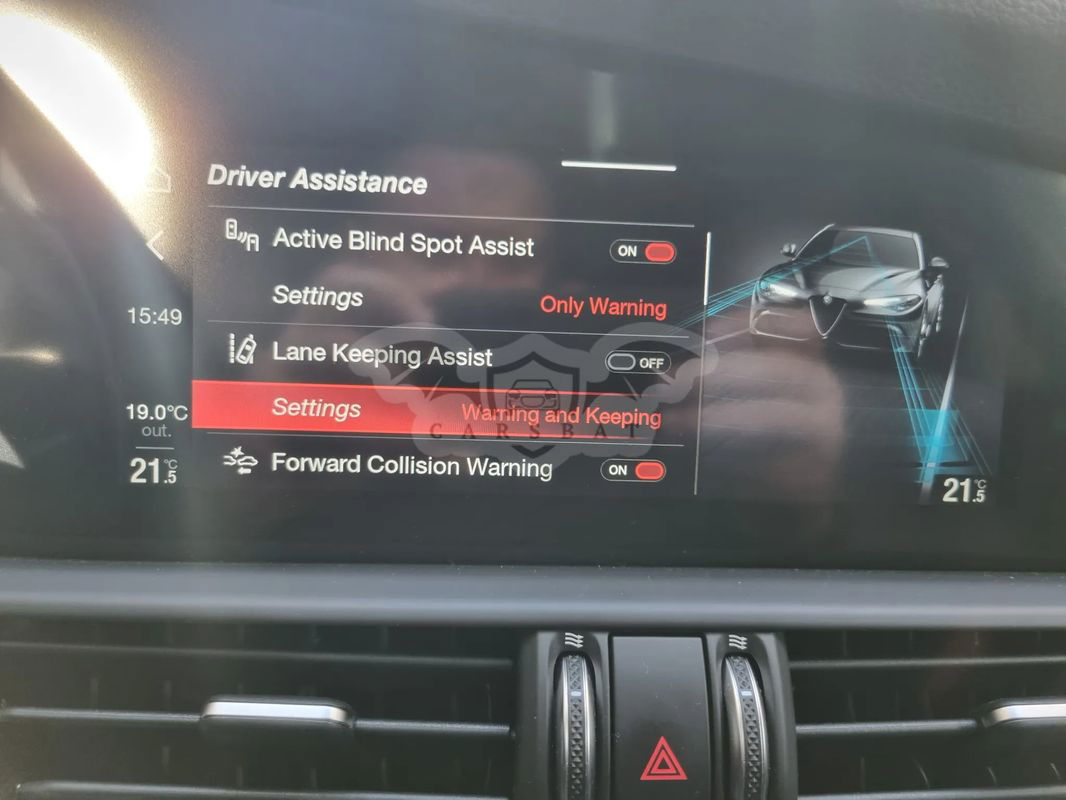 Driver Assistance
Active Blind Spot Assist ON
Settings Only Warning
15:49
Lane Keeping Assist OFF
Settings Warning and Keeping
CARSBAT
19.0°C
out.
Forward Collision Warning ON
21.5°C
21.5°C